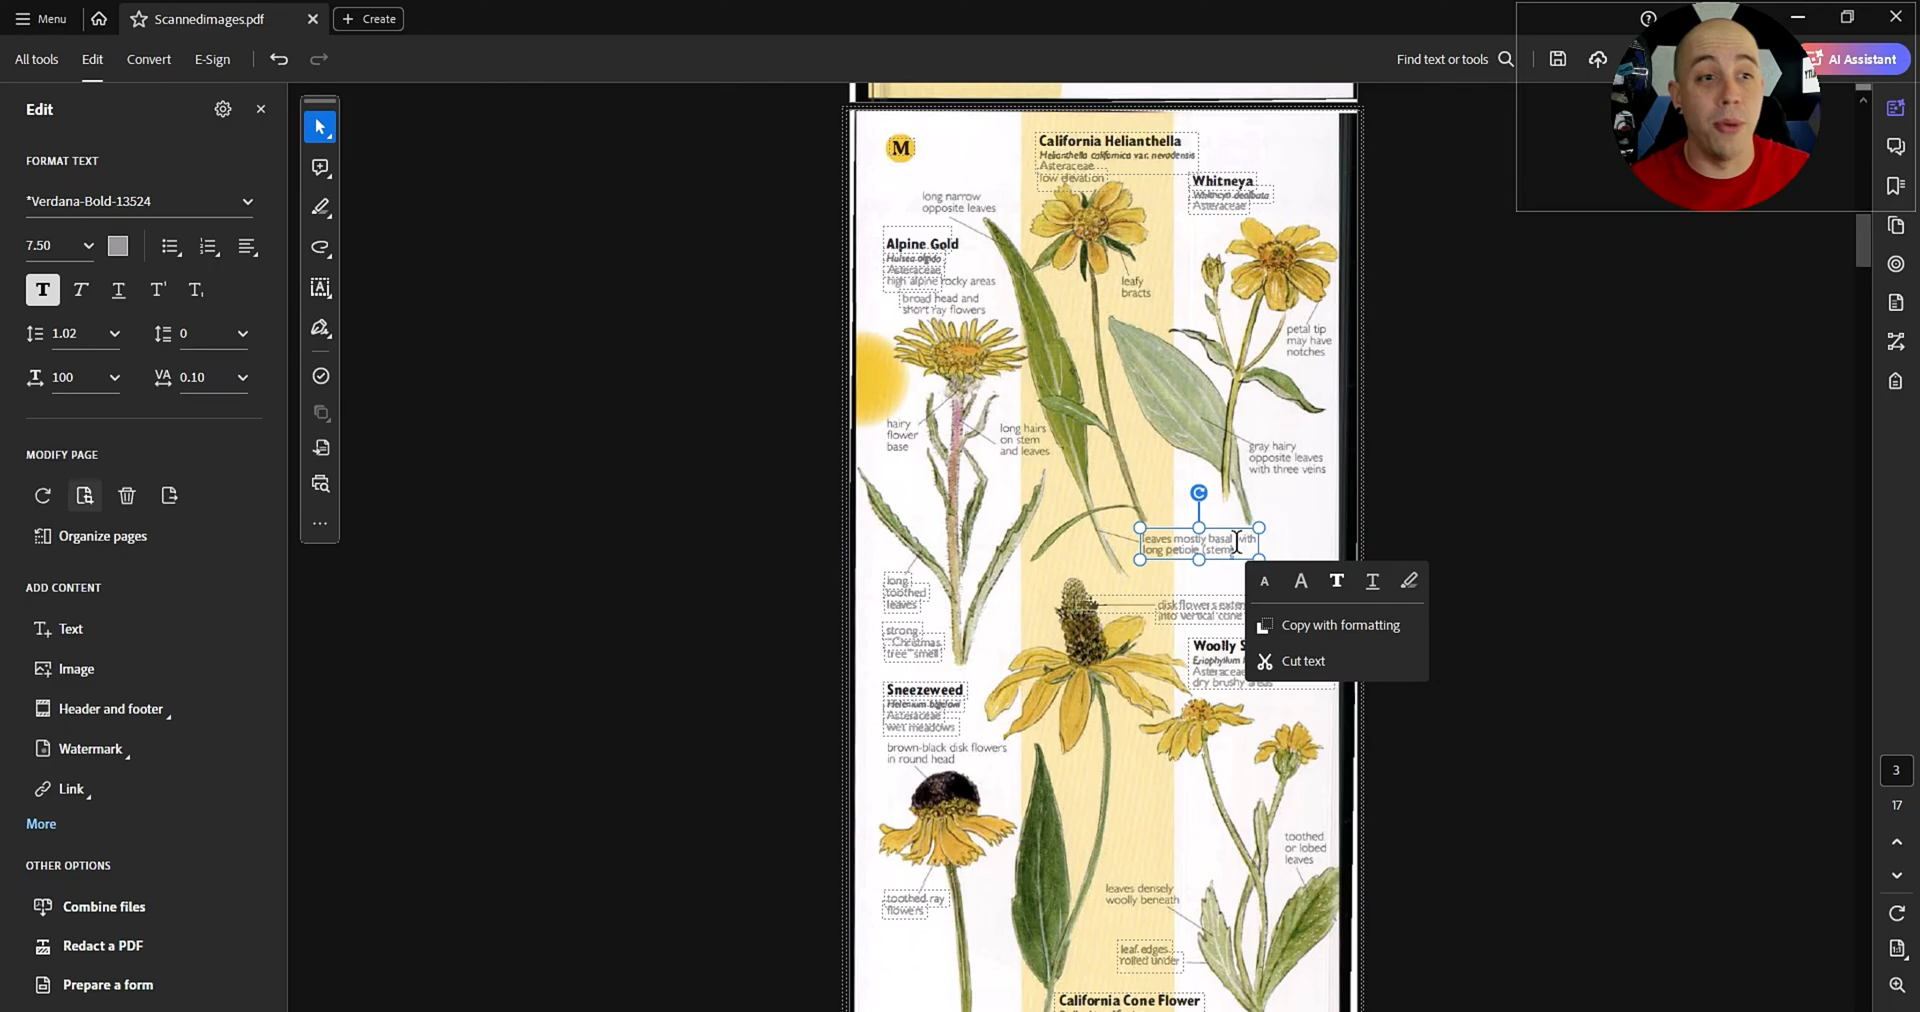 Menu
Scannedimages.pdf
Create
All tools
Edit
Convert
E-Sign
Find text or tools
AI Assistant
Edit
FORMAT TEXT
*Verdana-Bold-13524
7.50
T
1.02
0
100
VA
0.10
MODIFY PAGE
Organize pages
ADD CONTENT
Text
Image
Header and footer
Watermark
Link
More
OTHER OPTIONS
Combine files
Redact a PDF
Prepare a form
M
California Helianthella
Helianthella californica var. nevadensis
Asteraceae
low elevation
Whitneya
Whitneya dealbata
Asteraceae
long narrow
opposite leaves
Alpine Gold
Hulsea algida
Asteraceae
high alpine rocky areas
broad head and
short ray flowers
leafy
bracts
petal tip
may have
notches
hairy
flower
base
long hairs
on stem
and leaves
gray hairy
opposite leaves
with three veins
leaves mostly basal with
long petiole (stem)
long
toothed
leaves
strong
"Christmas
tree" smell
disk flowers exten
into vertical cone
Woolly S
Eriophyllum
Asteraceae
dry brushy areas
A A T T
Copy with formatting
Cut text
Sneezeweed
Helenium bigelovii
Asteraceae
wet meadows
brown-black disk flowers
in round head
toothed ray
flowers
toothed
or lobed
leaves
leaves densely
woolly beneath
leaf edges
rolled under
California Cone Flower
3
17